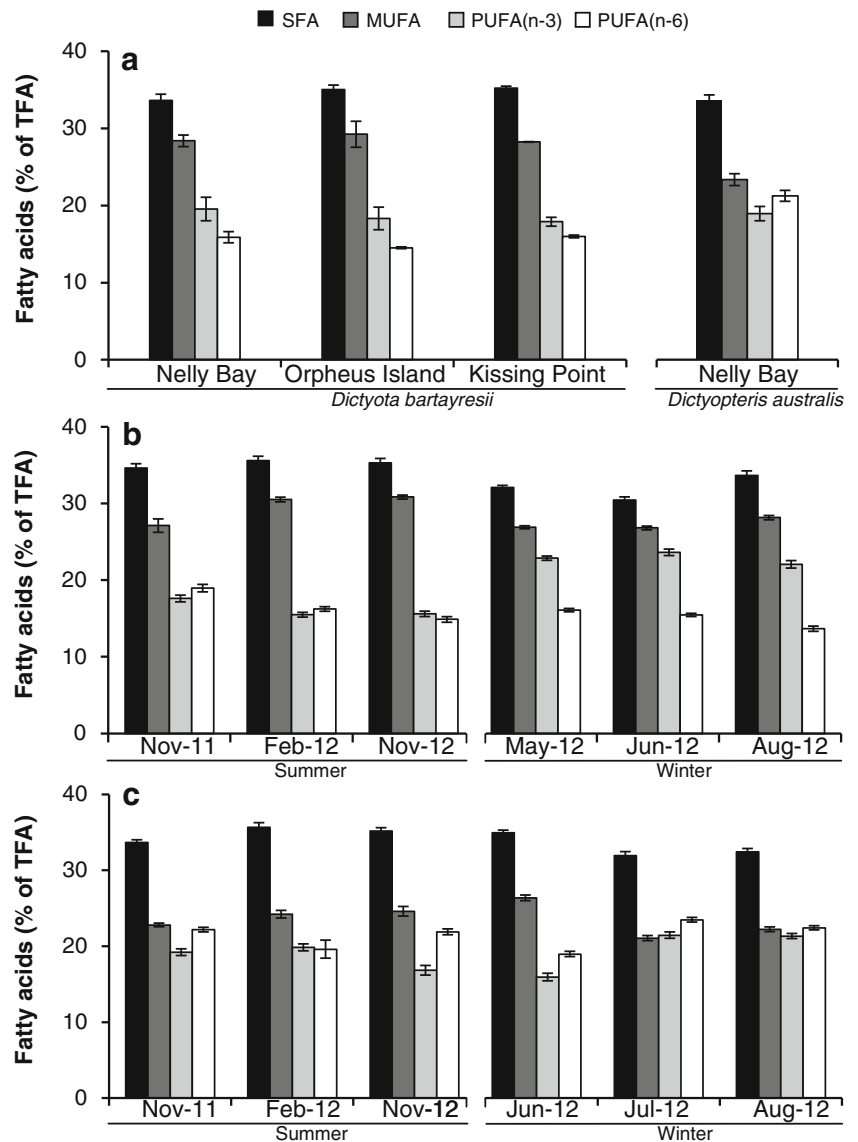 SFA MUFA PUFA(n-3) PUFA(n-6)
a
Fatty acids (% of TFA)
40
30
20
10
0
Nelly Bay Orpheus Island Kissing Point Nelly Bay
Dictyota bartayresii Dictyopteris australis
b
Fatty acids (% of TFA)
40
30
20
10
0
Nov-11 Feb-12 Nov-12 May-12 Jun-12 Aug-12
Summer Winter
c
Fatty acids (% of TFA)
40
30
20
10
0
Nov-11 Feb-12 Nov-12 Jun-12 Jul-12 Aug-12
Summer Winter